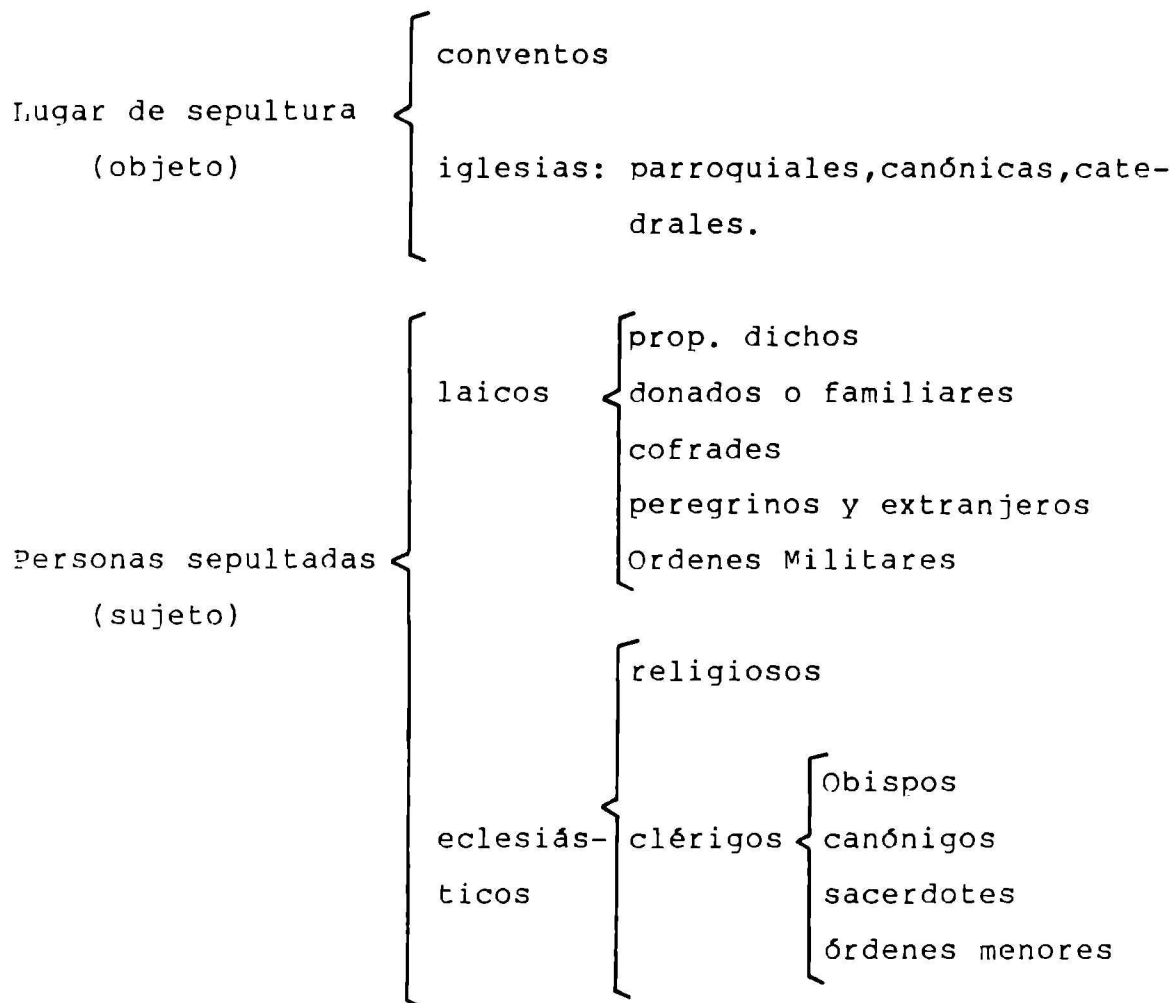 conventos
Lugar de sepultura
(objeto)
iglesias: parroquiales,canónicas,cate-
drales.
prop. dichos
laicos
donados o familiares
cofrades
peregrinos y extranjeros
Ordenes Militares
Personas sepultadas
(sujeto)
religiosos
eclesiás-
ticos
clérigos
Obispos
canónigos
sacerdotes
órdenes menores